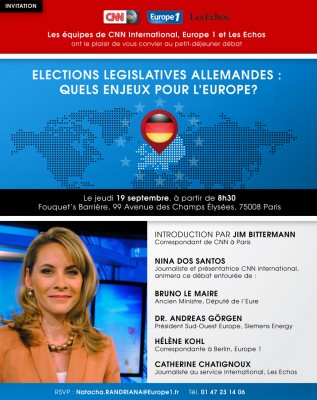 INVITATION
CNN Europe 1 Les Echos
Les équipes de CNN International, Europe 1 et Les Echos
ont le plaisir de vous convier au petit-déjeuner débat
ELECTIONS LEGISLATIVES ALLEMANDES :
QUELS ENJEUX POUR L'EUROPE?
Le jeudi 19 septembre, à partir de 8h30
Fouquet's Barrière, 99 Avenue des Champs Élysées, 75008 Paris
INTRODUCTION PAR JIM BITTERMANN
Correspondant de CNN à Paris
NINA DOS SANTOS
Journaliste et présentatrice CNN International,
animera ce débat entourée de :
BRUNO LE MAIRE
Ancien Ministre, Député de l'Eure
DR. ANDREAS GÖRGEN
Président Sud-Ouest Europe, Siemens Energy
HÉLÈNE KOHL
Correspondante à Berlin, Europe 1
CATHERINE CHATIGNOUX
Journaliste au service international, Les Echos
RSVP : Natacha.RANDRIANA@Europe1.fr Tél. 01 47 23 14 06